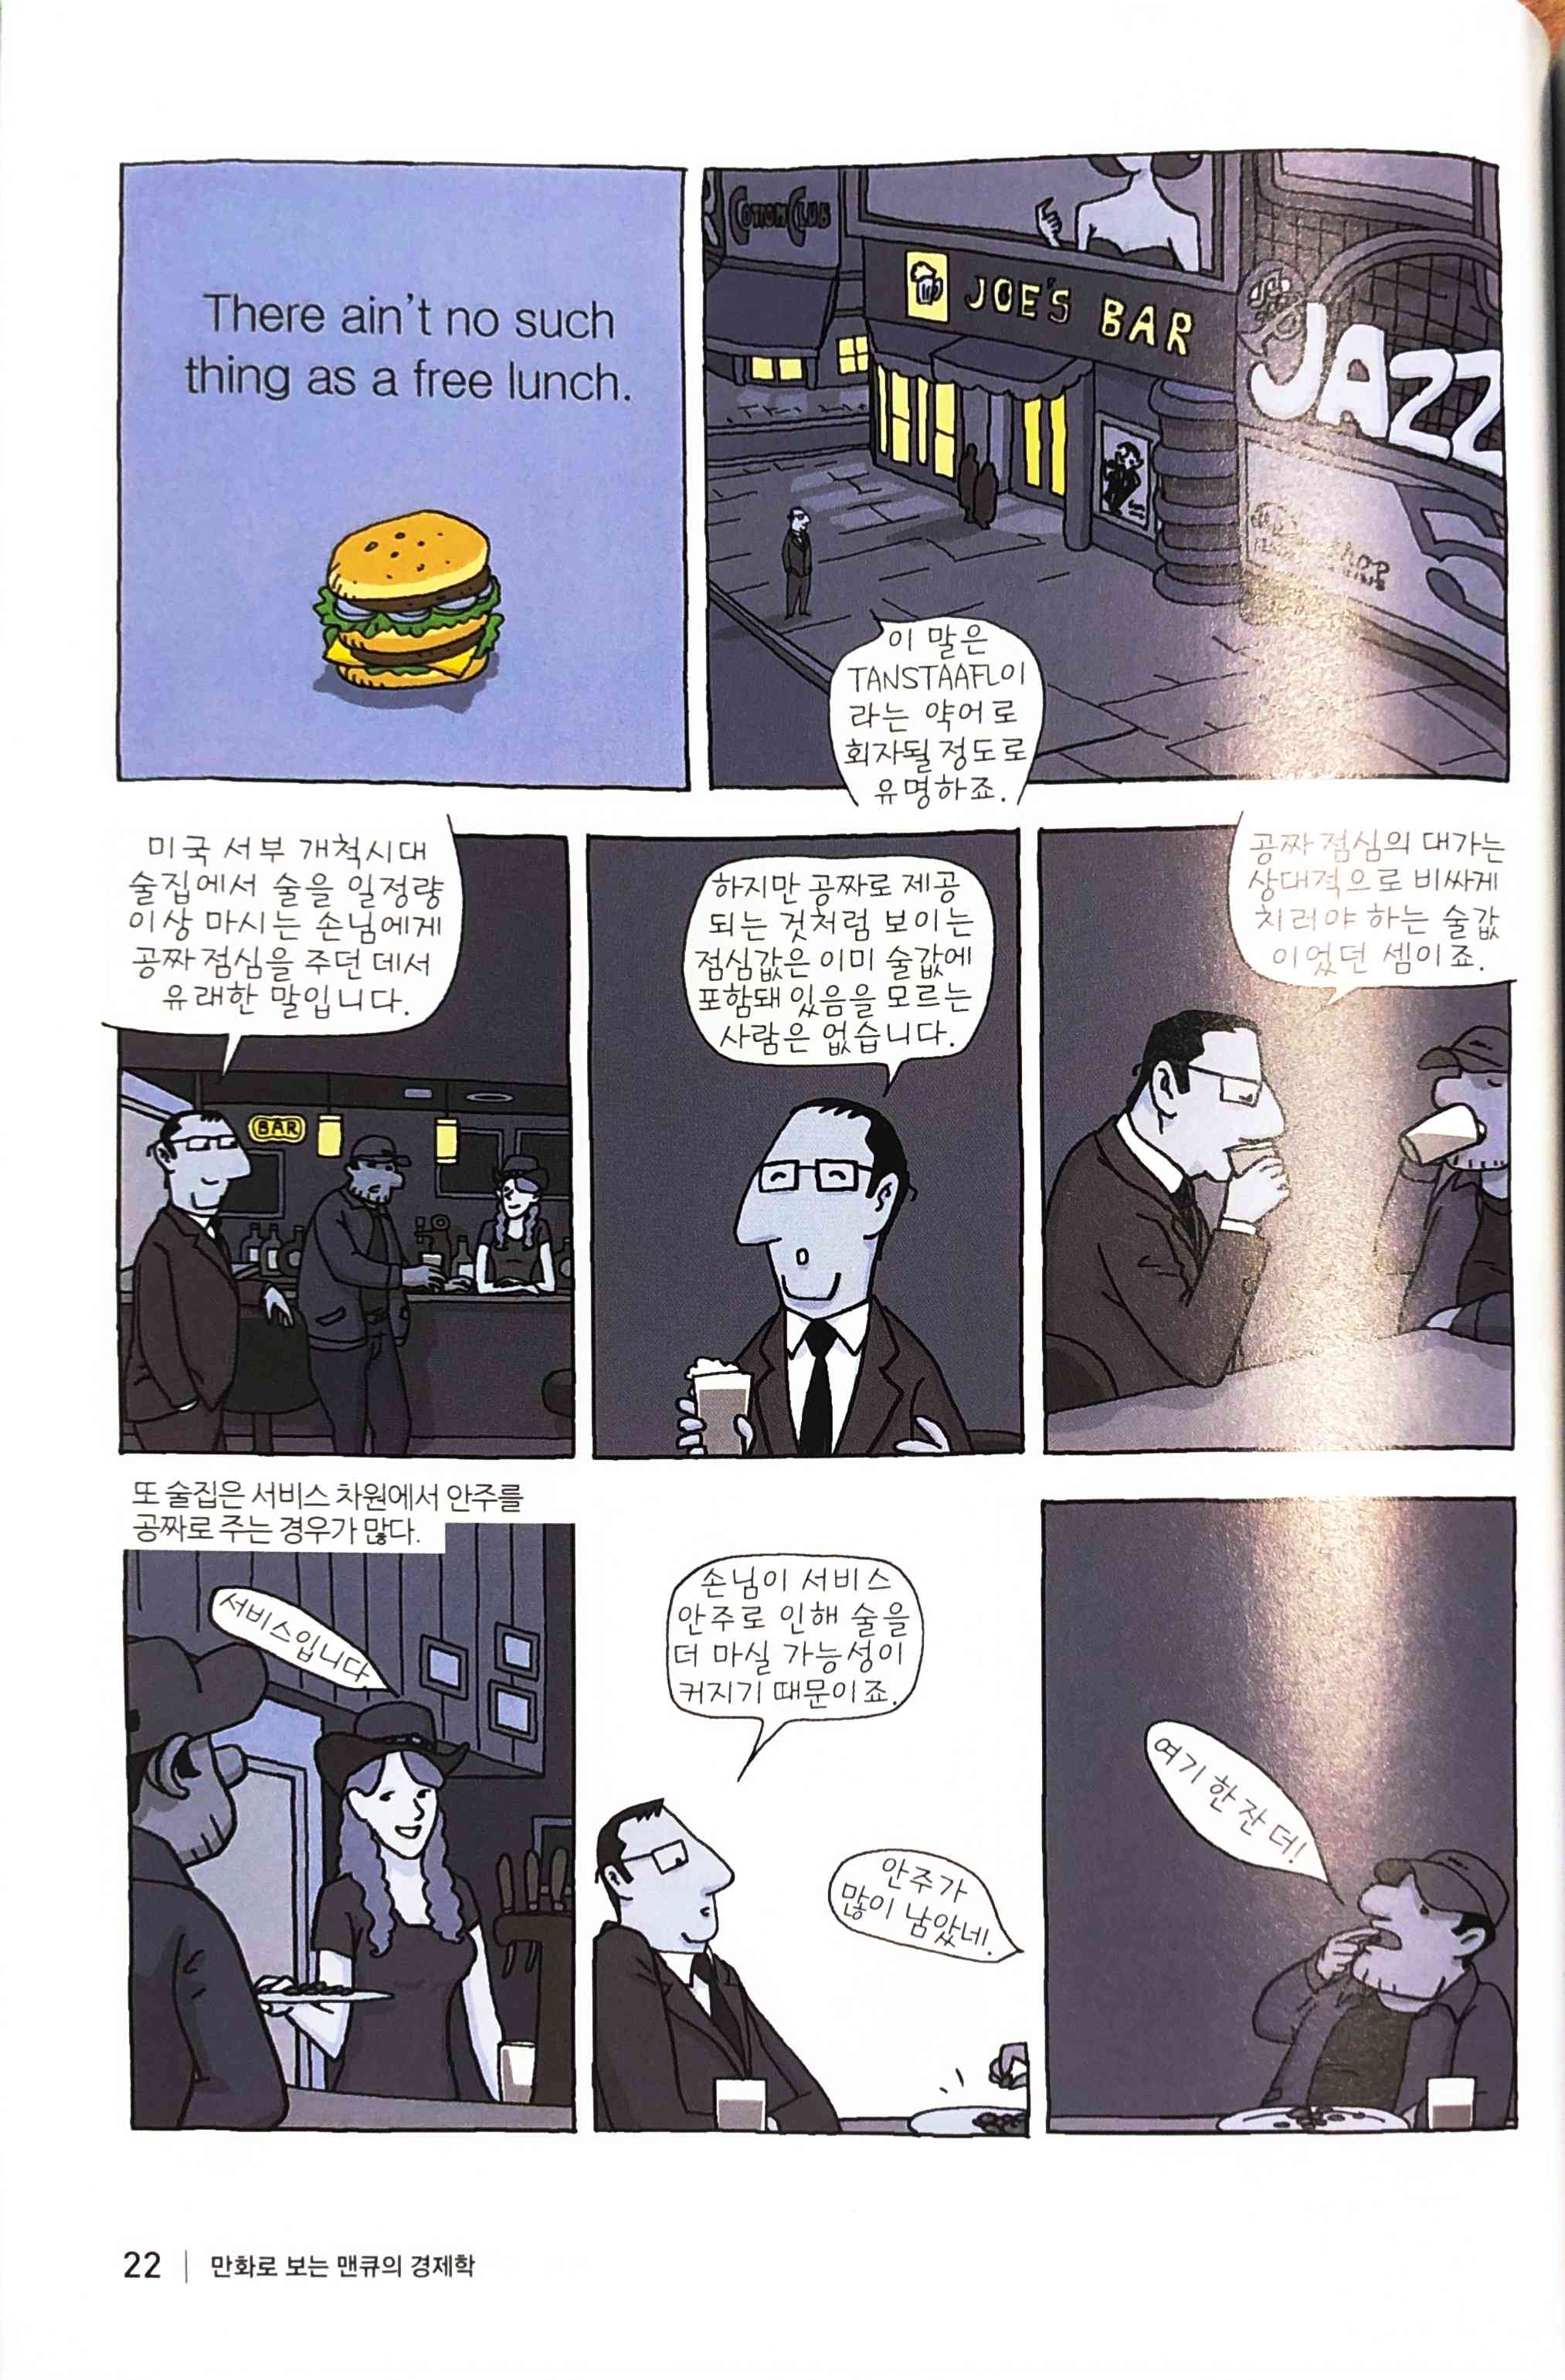 There ain't no such
thing as a free lunch.
COTTON CLUB
JOE'S BAR
JAZZ
이 말은
TANSTAAFL이
라는 약어로
회자될 정도로
유명하죠.
미국 서부 개척시대
술집에서 술을 일정량
이상 마시는 손님에게
공짜 점심을 주던 데서
유래한 말입니다.
BAR
하지만 공짜로 제공
되는 것처럼 보이는
점심값은 이미 술값에
포함돼 있음을 모르는
사람은 없습니다.
공짜 점심의 대가는
상대적으로 비싸게
치러야 하는 술값
이었던 셈이죠.
또 술집은 서비스 차원에서 안주를
공짜로 주는 경우가 많다.
서비스입니다
손님이 서비스
안주로 인해 술을
더 마실 가능성이
커지기 때문이죠.
안주가
많이 남았네.
여기 한 잔 더!
22 | 만화로 보는 맨큐의 경제학